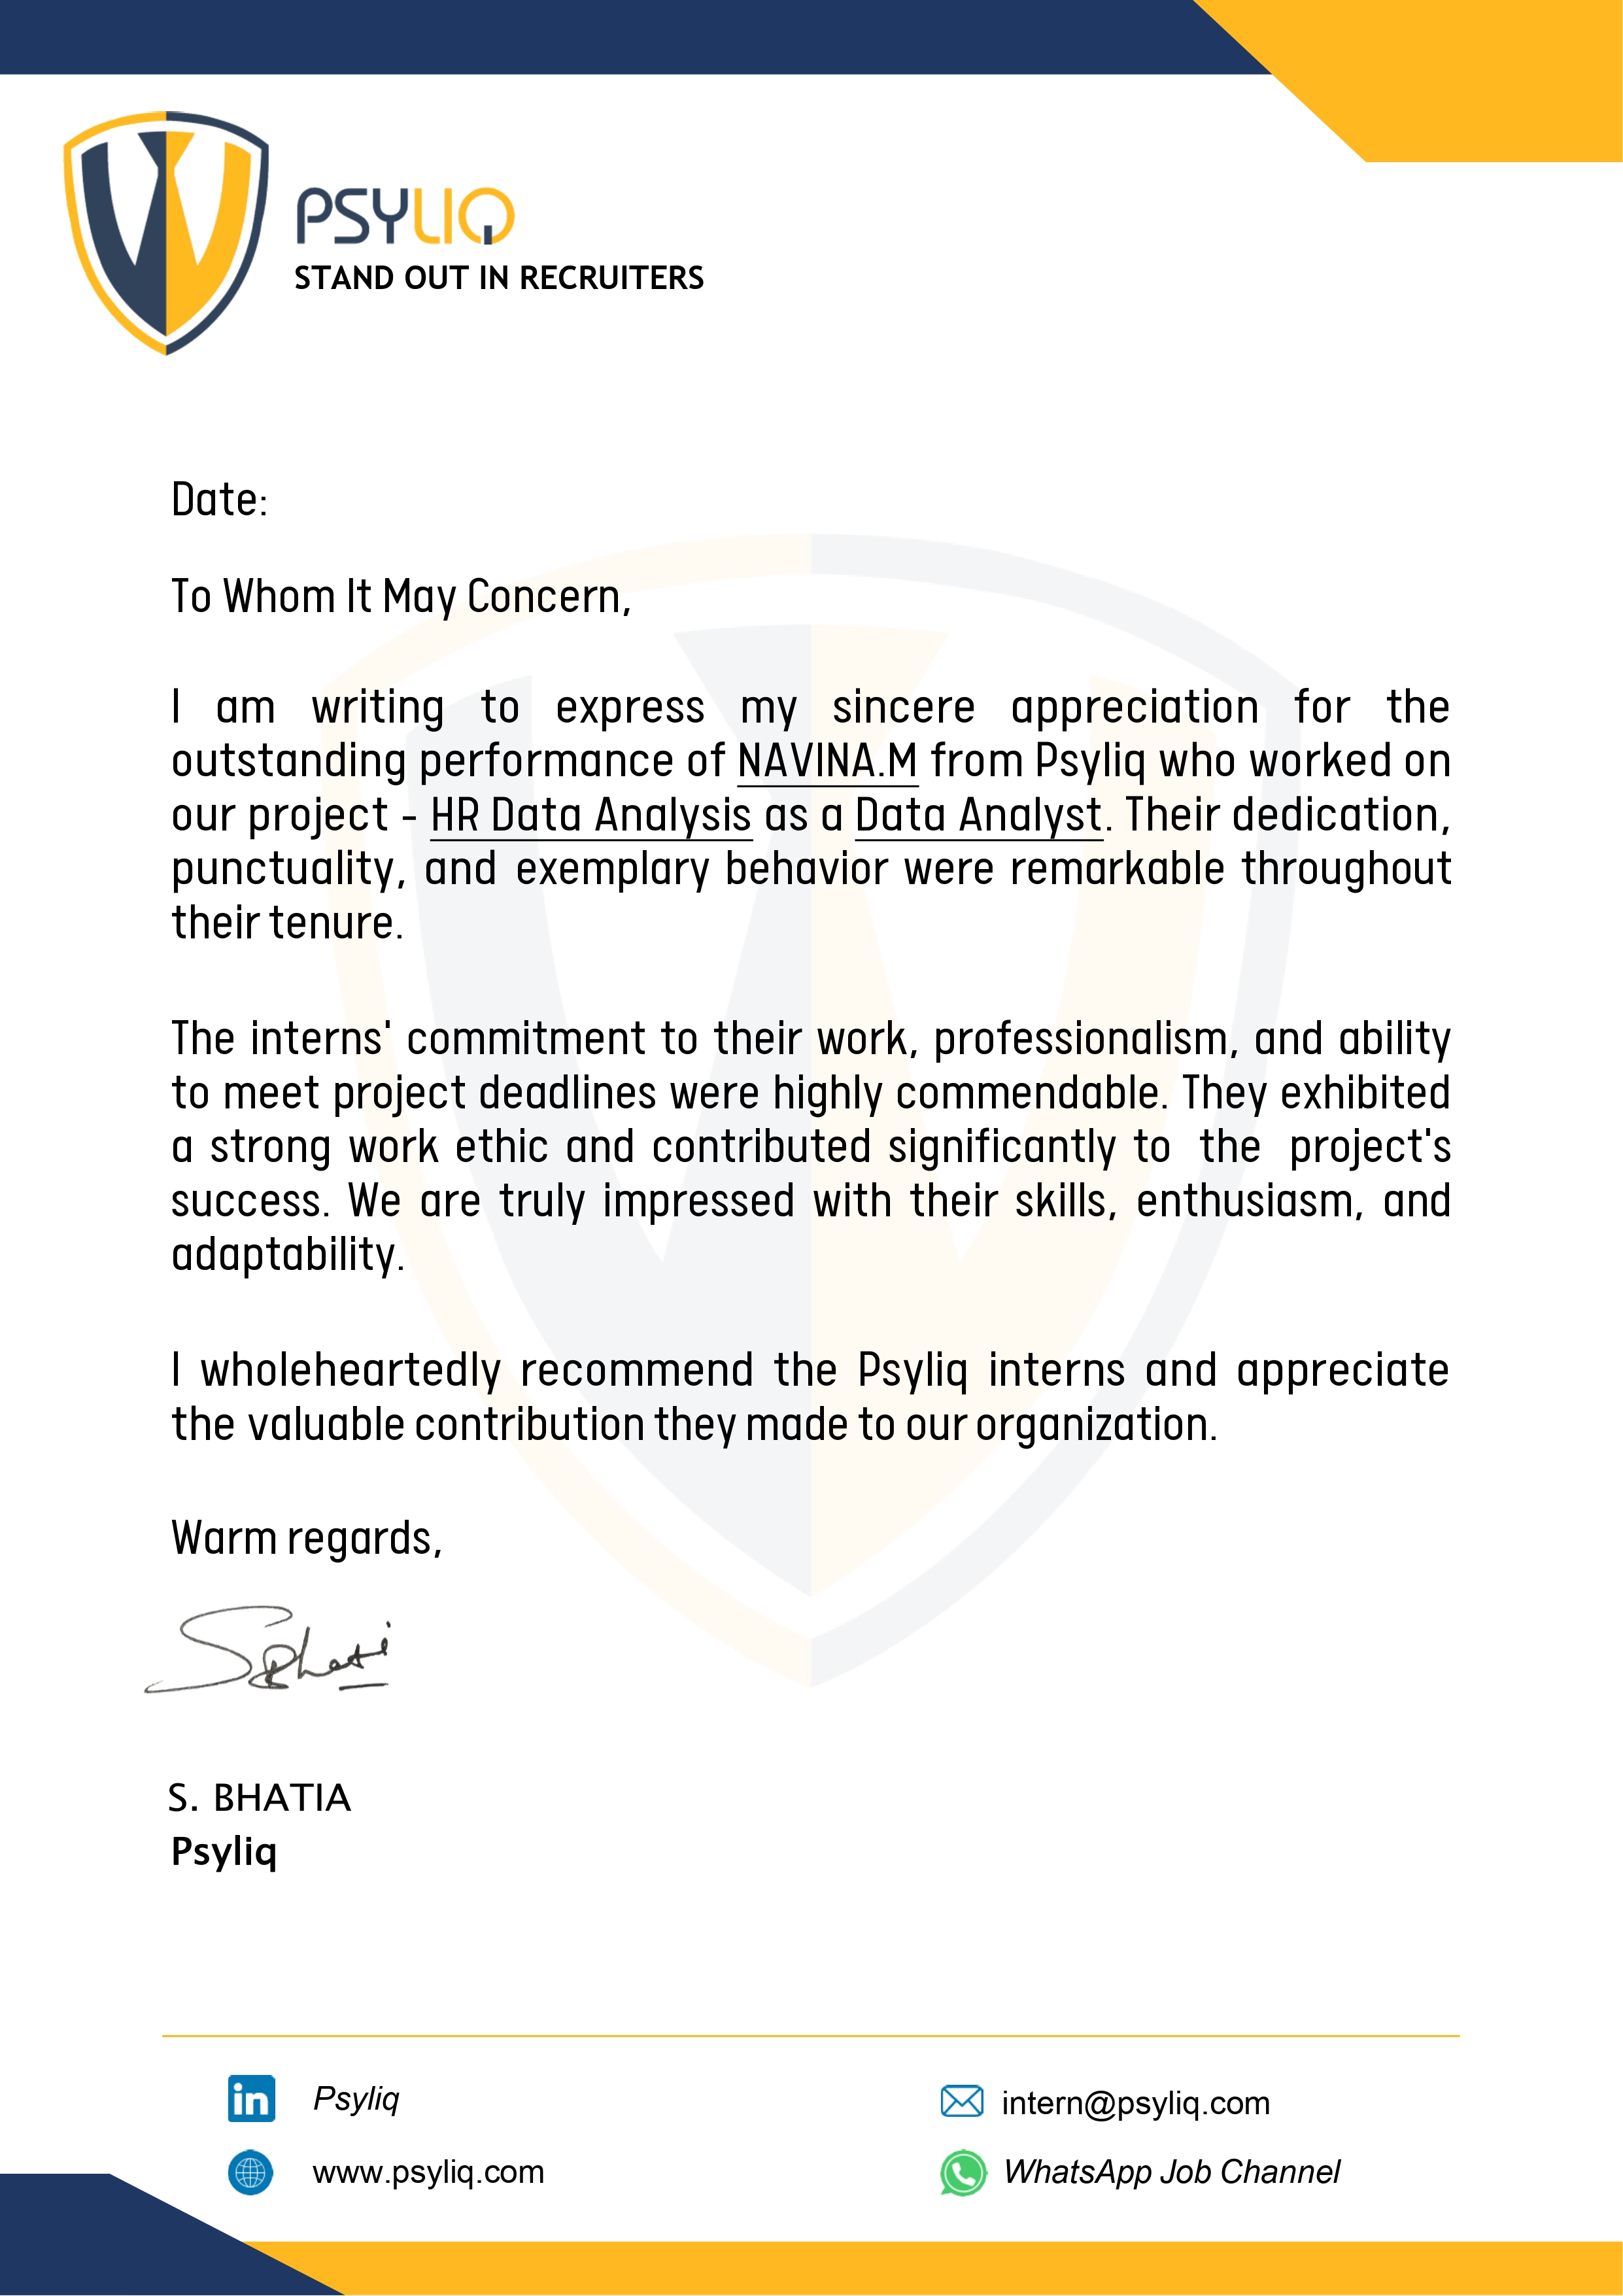 PSYLIQ
STAND OUT IN RECRUITERS
Date:
To Whom It May Concern,
I am writing to express my sincere appreciation for the
outstanding performance of NAVINA.M from Psyliq who worked on
our project - HR Data Analysis as a Data Analyst. Their dedication,
punctuality, and exemplary behavior were remarkable throughout
their tenure.
The interns' commitment to their work, professionalism, and ability
to meet project deadlines were highly commendable. They exhibited
a strong work ethic and contributed significantly to the project's
success. We are truly impressed with their skills, enthusiasm, and
adaptability.
I wholeheartedly recommend the Psyliq interns and appreciate
the valuable contribution they made to our organization.
Warm regards,
S. BHATIA
Psyliq
in Psyliq
intern@psyliq.com
www.psyliq.com
WhatsApp Job Channel